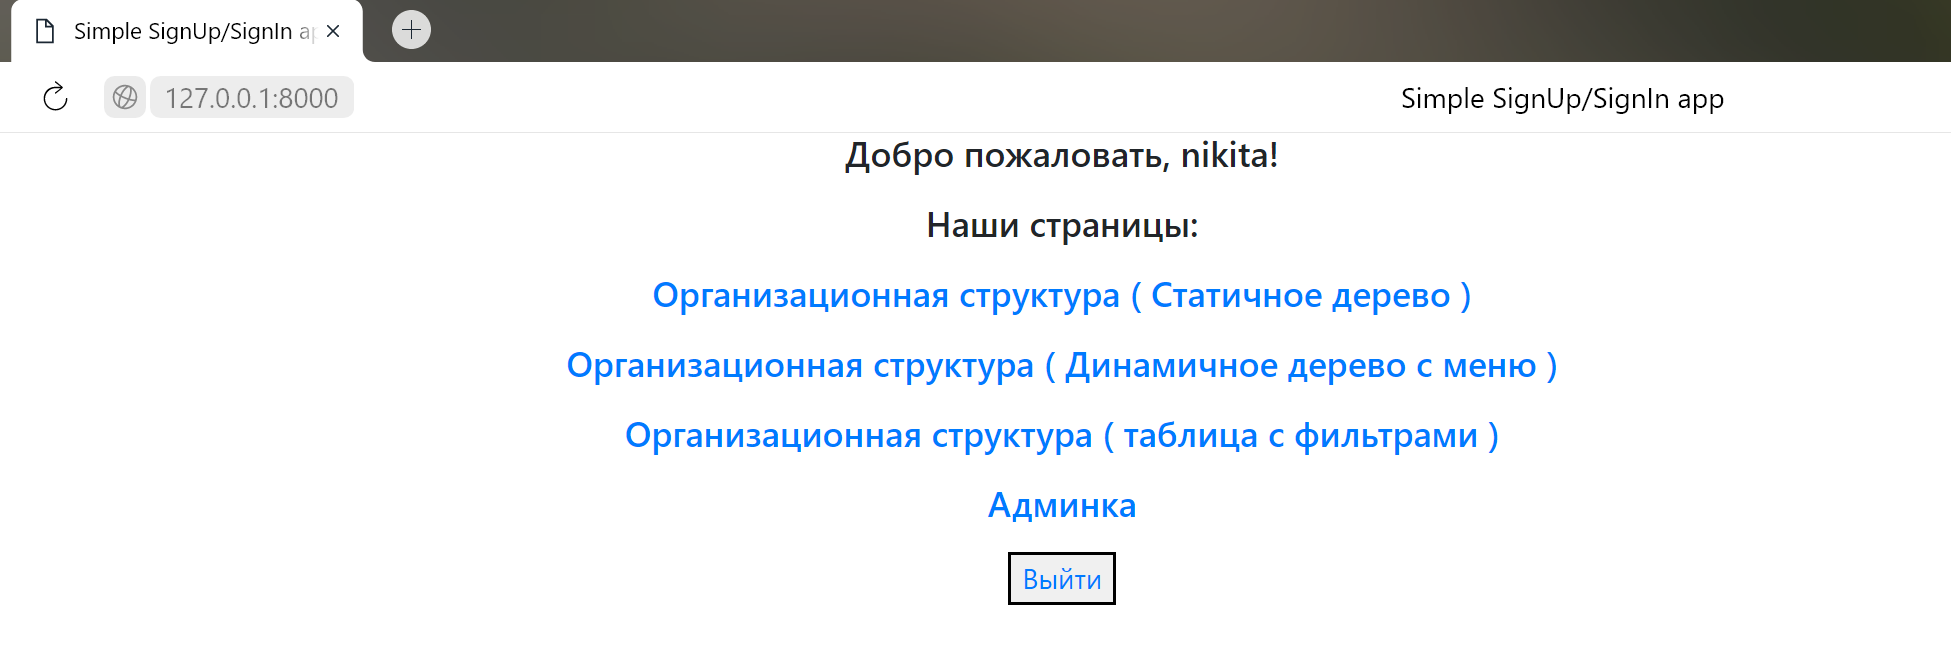 Simple SignUp/SignIn ap
127.0.0.1:8000
Simple SignUp/SignIn app
Добро пожаловать, nikita!
Наши страницы:
Организационная структура ( Статичное дерево )
Организационная структура ( Динамичное дерево с меню )
Организационная структура ( таблица с фильтрами )
Админка
Выйти